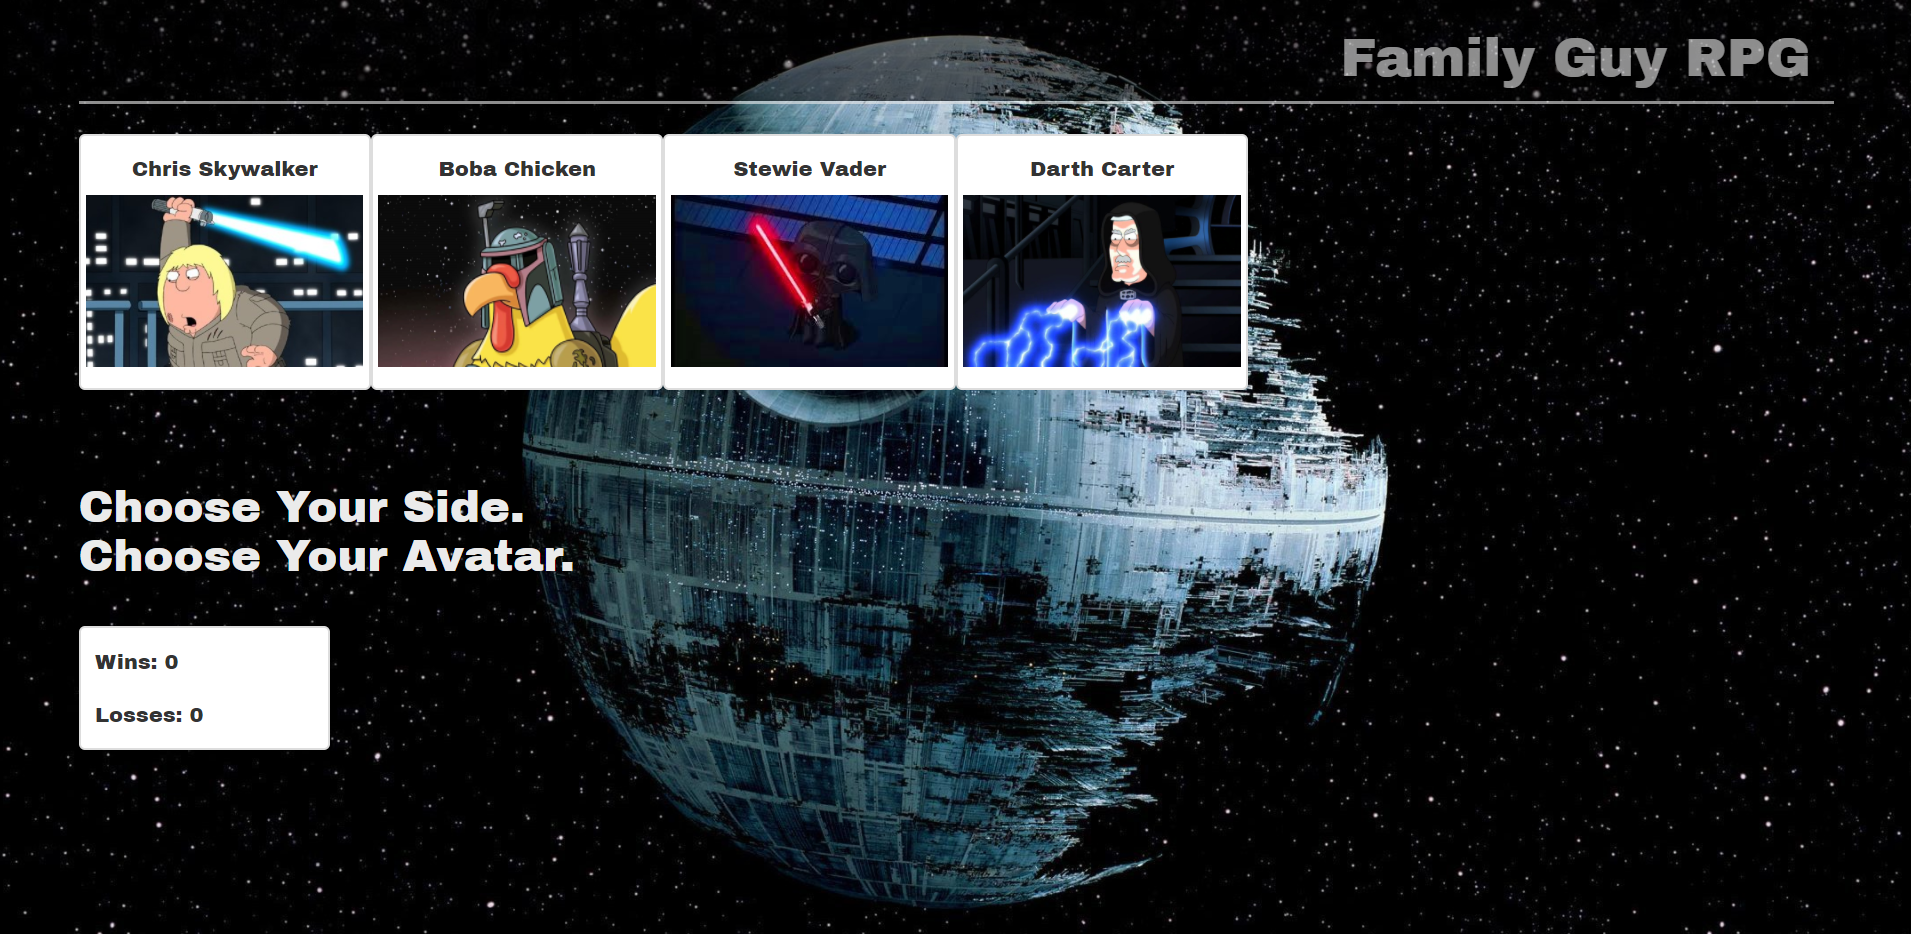 Family Guy RPG
Chris Skywalker
Boba Chicken
Stewie Vader
Darth Carter
Choose Your Side.
Choose Your Avatar.
Wins: 0
Losses: 0